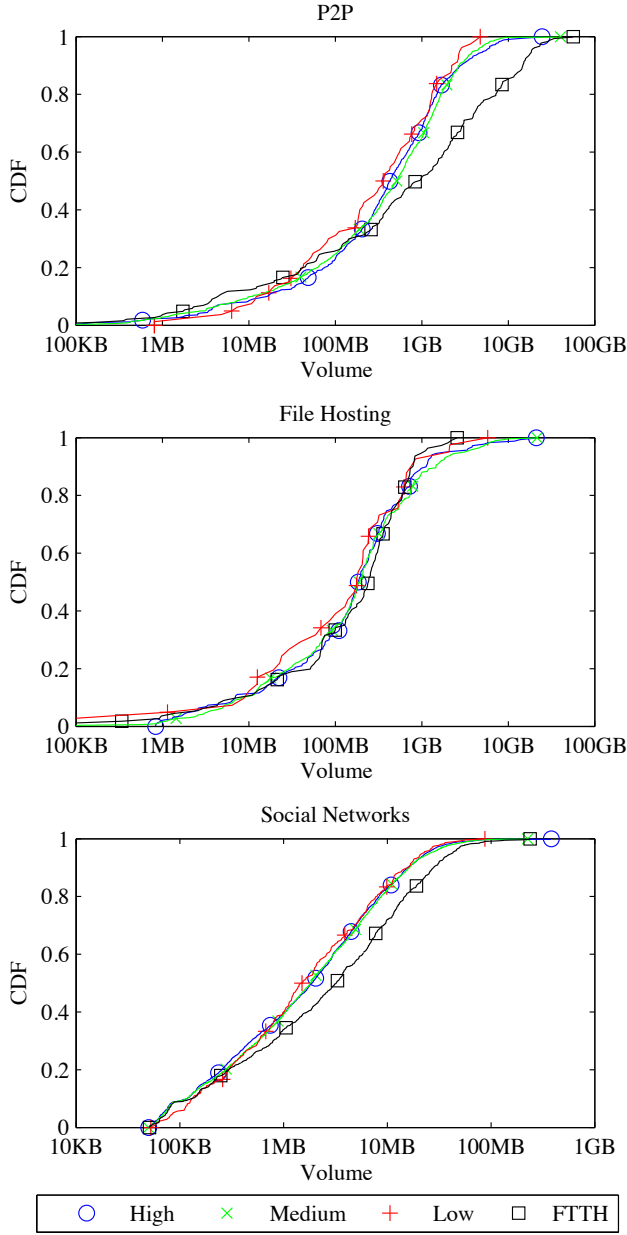 P2P
1
0.8
0.6
0.4
0.2
0
CDF
100KB 1MB 10MB 100MB 1GB 10GB 100GB
Volume
File Hosting
1
0.8
0.6
0.4
0.2
0
CDF
100KB 1MB 10MB 100MB 1GB 10GB 100GB
Volume
Social Networks
1
0.8
0.6
0.4
0.2
0
CDF
10KB 100KB 1MB 10MB 100MB 1GB
Volume
High Medium Low FTTH